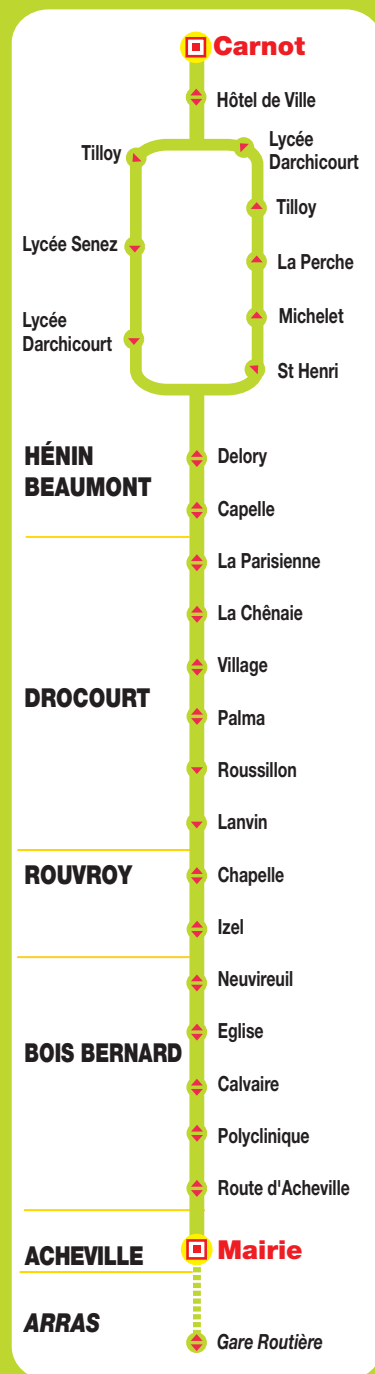 Carnot
Hôtel de Ville
Tilloy
Lycée
Darchicourt
Tilloy
Lycée Senez
La Perche
Michelet
Lycée
Darchicourt
St Henri
HÉNIN
BEAUMONT
Delory
Capelle
La Parisienne
La Chênaie
Village
DROCOURT
Palma
Roussillon
Lanvin
ROUVROY
Chapelle
Izel
Neuvireuil
Eglise
BOIS BERNARD
Calvaire
Polyclinique
Route d'Acheville
ACHEVILLE
Mairie
ARRAS
Gare Routière